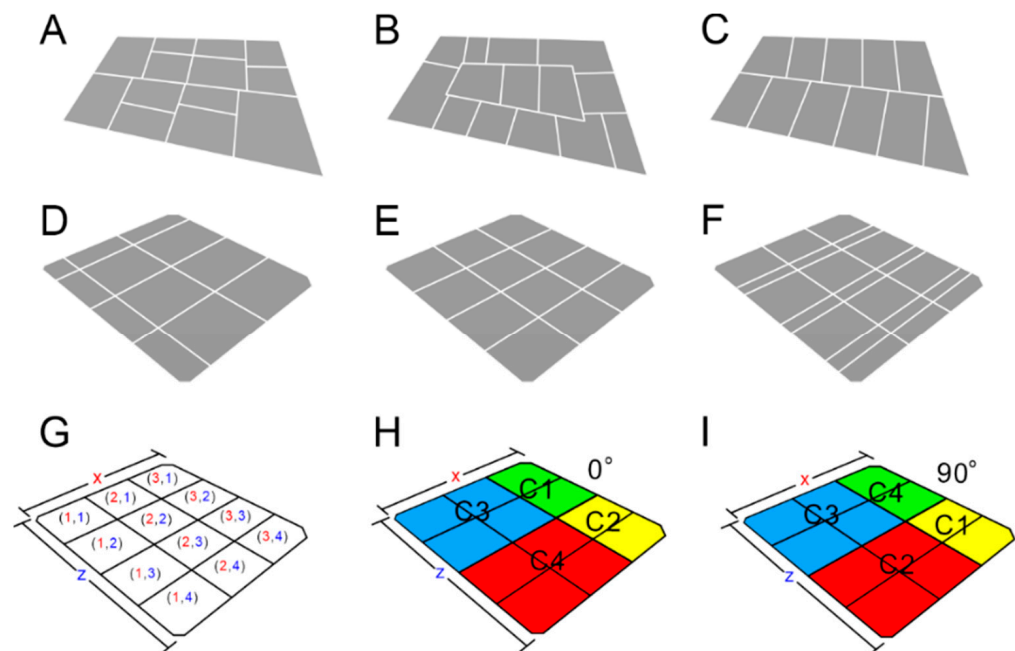 A
B
C
D
E
F
G
x
z
(1,1)
(2,1)
(3,1)
(1,2)
(2,2)
(3,2)
(1,3)
(2,3)
(3,3)
(1,4)
(2,4)
(3,4)
H
0°
x
z
C1
C3
C2
C4
I
90°
x
z
C4
C3
C1
C2